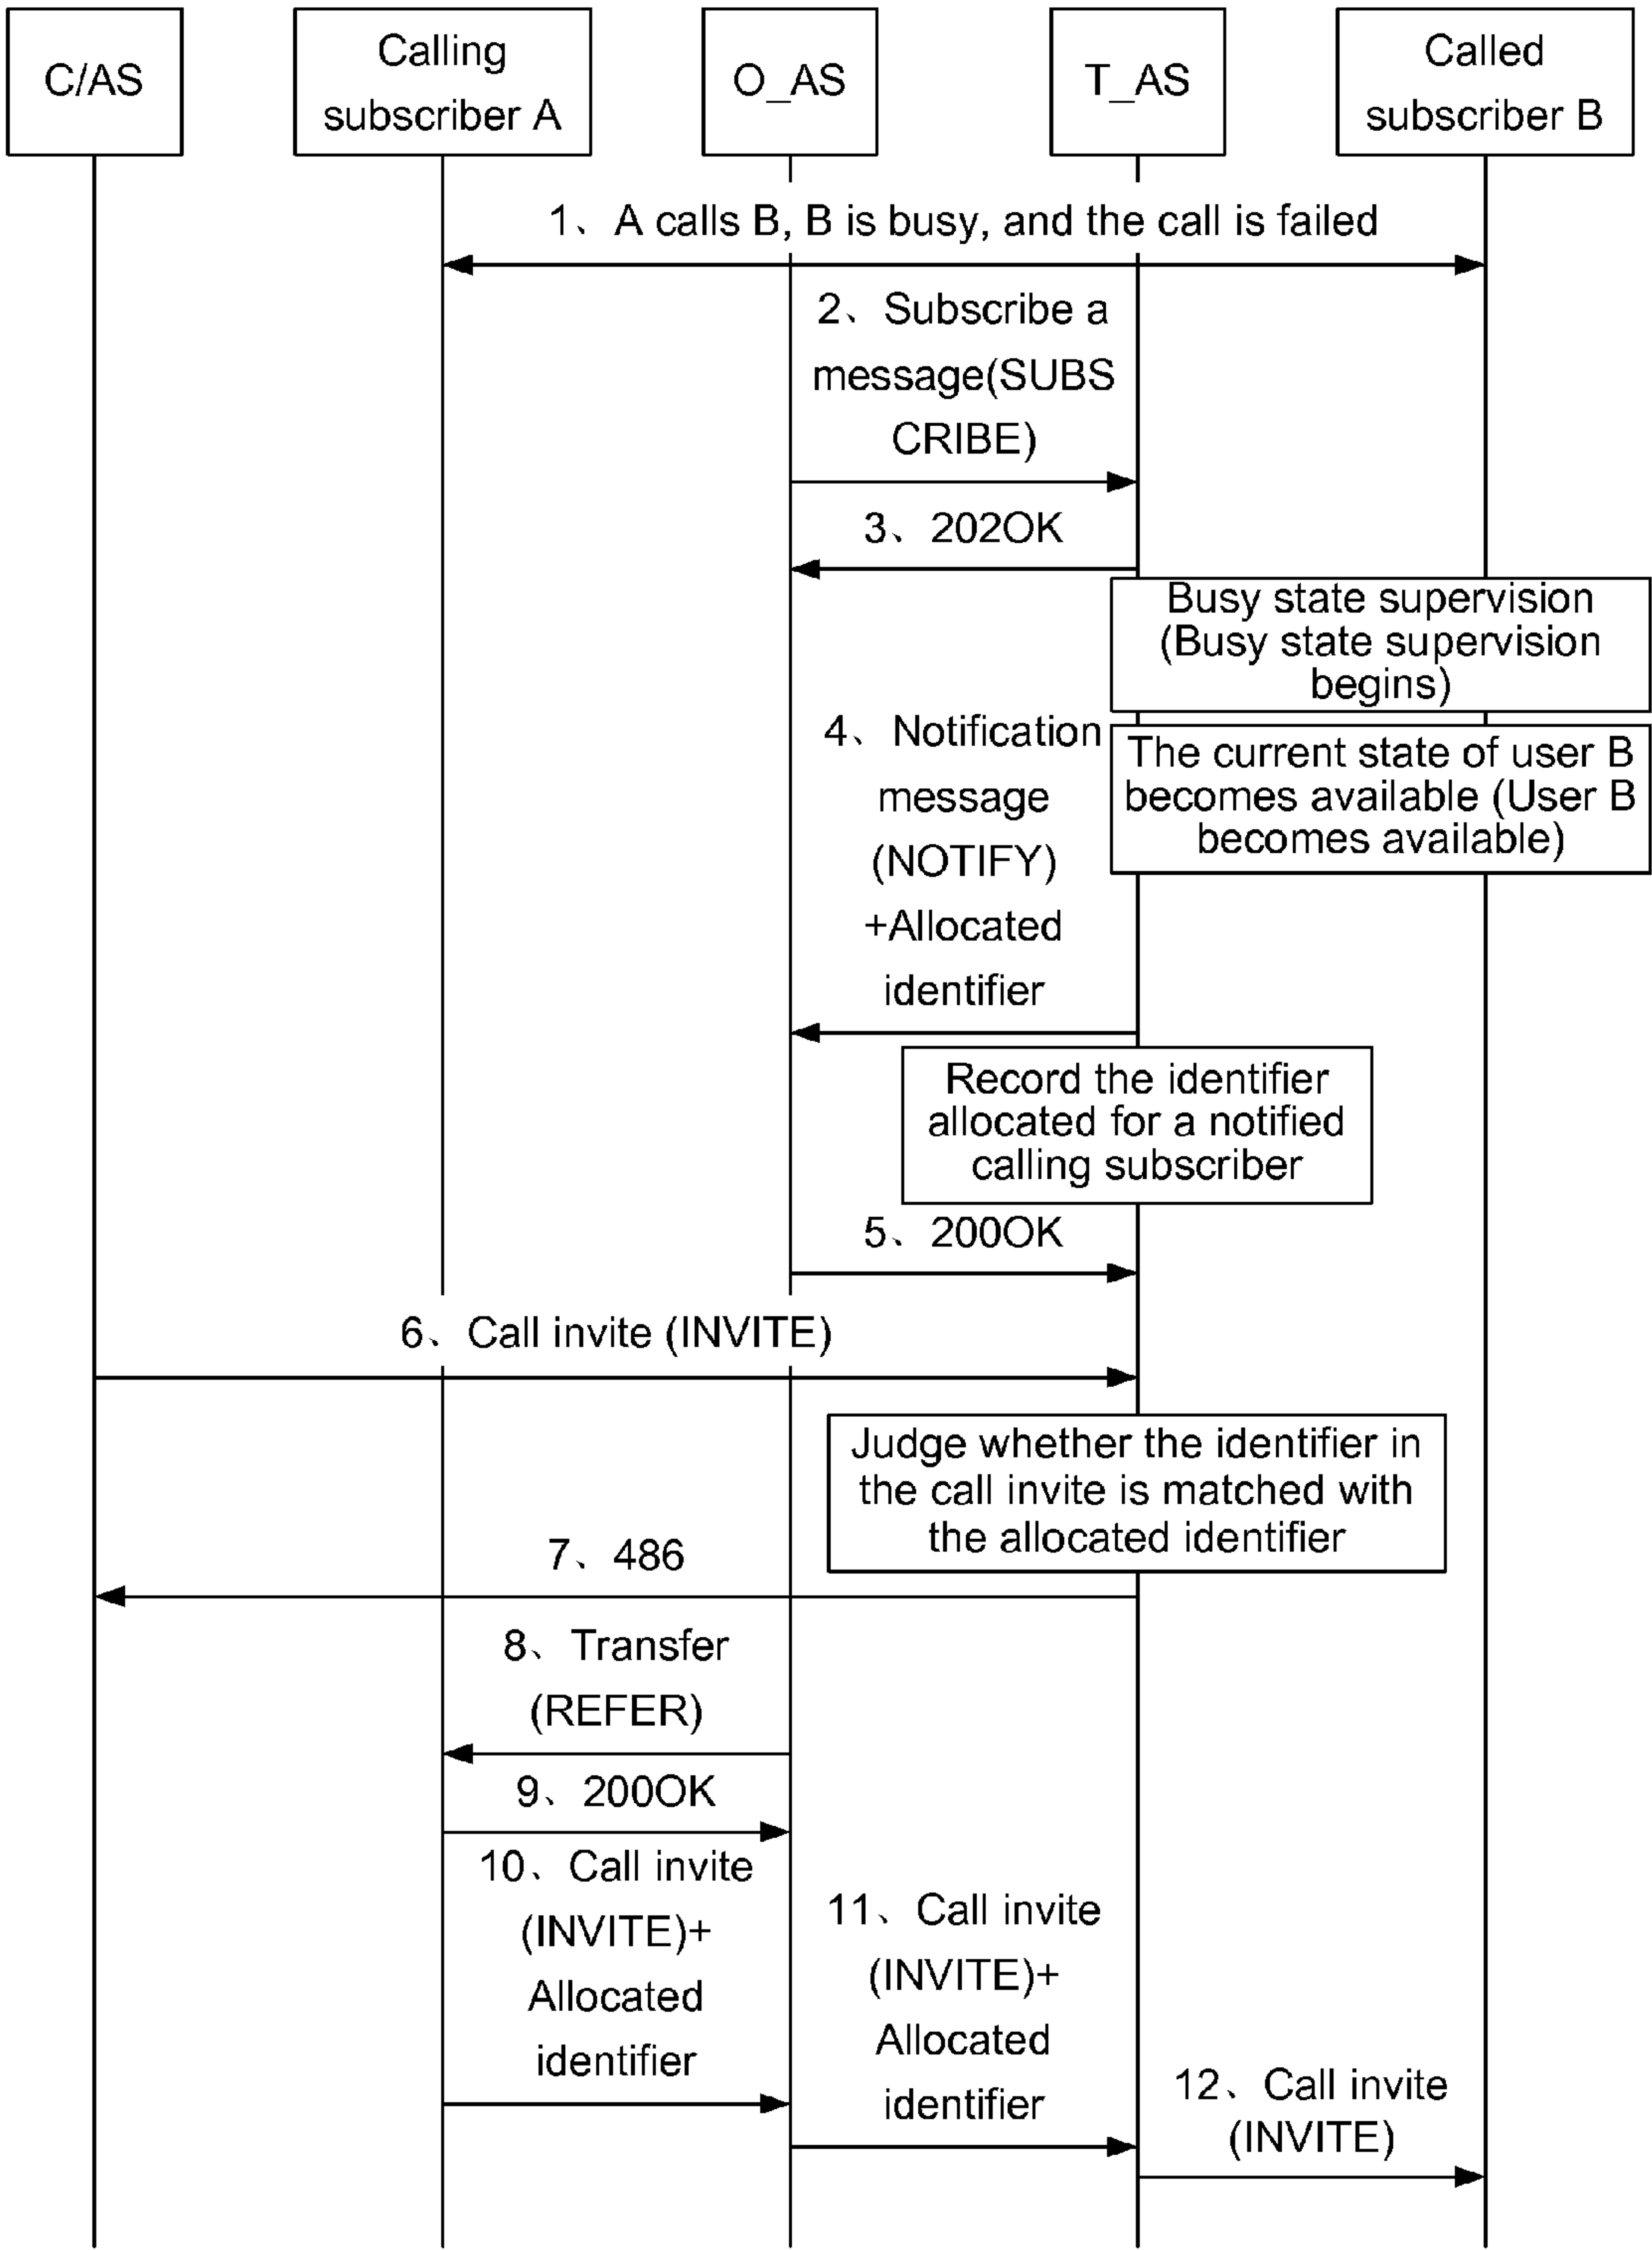 C/AS
Calling
subscriber A
O_AS
T_AS
Called
subscriber B
1、A calls B, B is busy, and the call is failed
2、Subscribe a
message(SUBS
CRIBE)
3、202OK
Busy state supervision
(Busy state supervision
begins)
4、Notification
message
(NOTIFY)
+Allocated
identifier
The current state of user B
becomes available (User B
becomes available)
Record the identifier
allocated for a notified
calling subscriber
5、200OK
6、Call invite (INVITE)
Judge whether the identifier in
the call invite is matched with
the allocated identifier
7、486
8、Transfer
(REFER)
9、200OK
10、Call invite
(INVITE)+
Allocated
identifier
11、Call invite
(INVITE)+
Allocated
identifier
12、Call invite
(INVITE)